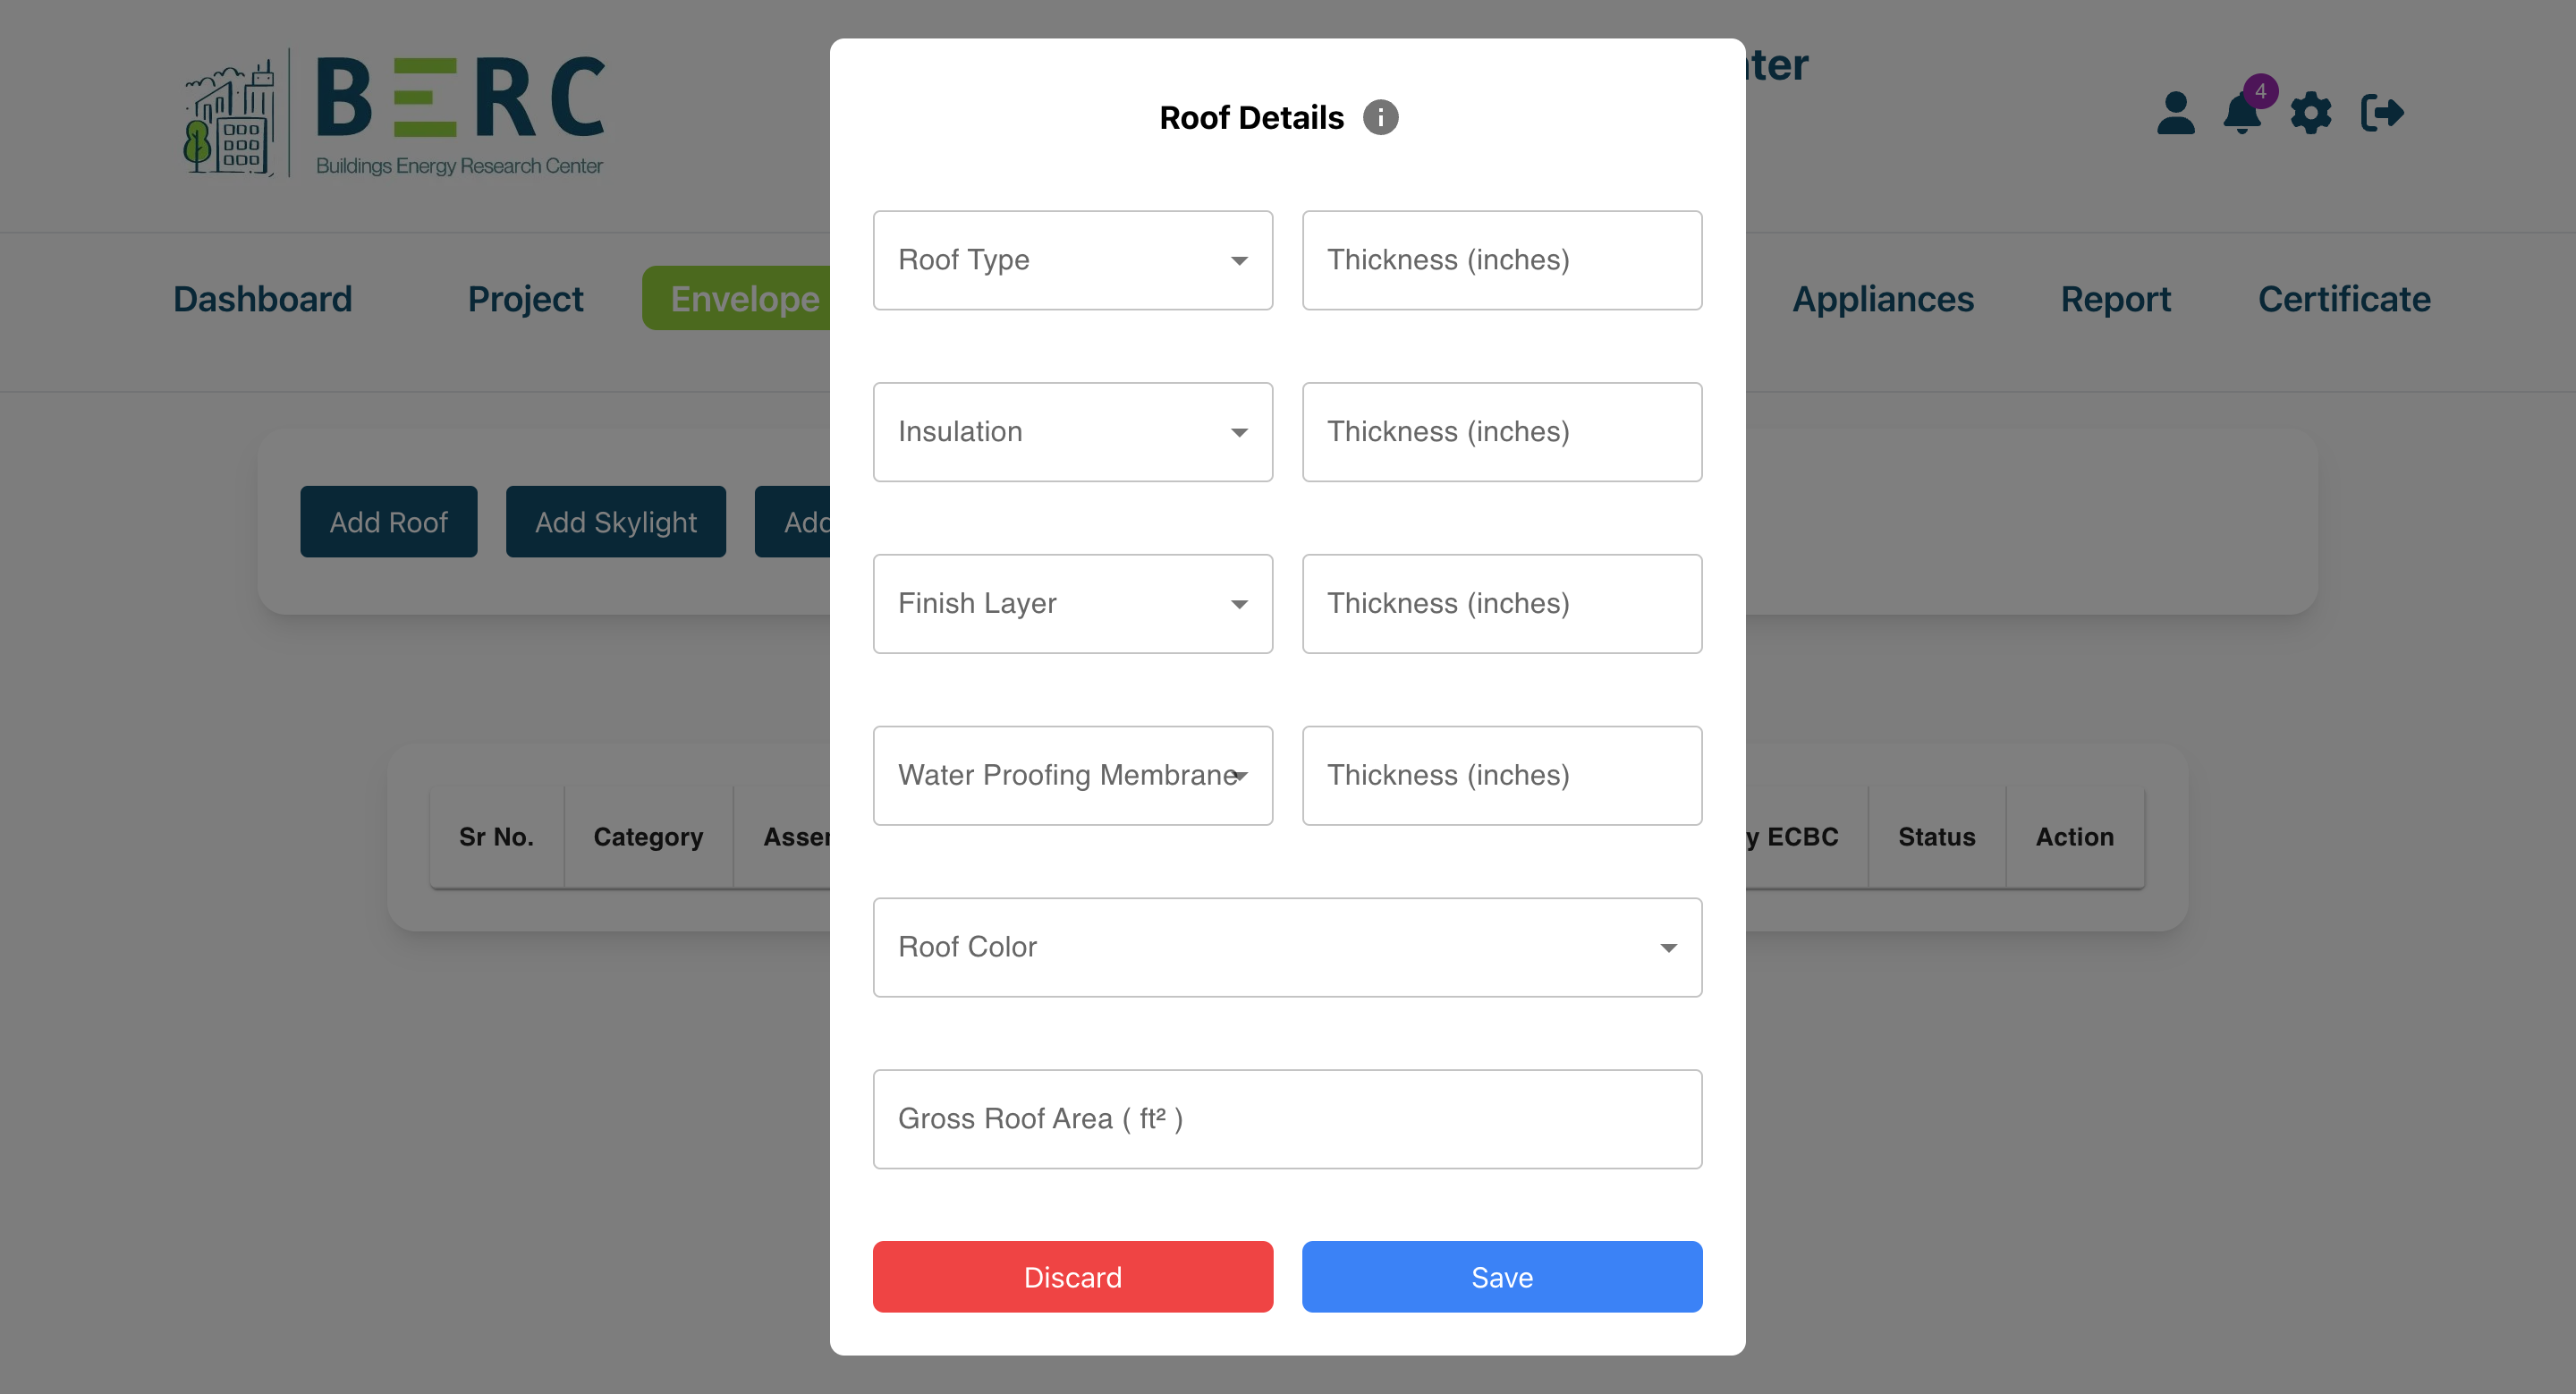 BERC
Buildings Energy Research Center
4
Dashboard
Project
Envelope
Appliances
Report
Certificate
Add Roof
Add Skylight
Add
Sr No.
Category
ECBC
Status
Action
Roof Details
Roof Type
Thickness (inches)
Insulation
Thickness (inches)
Finish Layer
Thickness (inches)
Water Proofing Membrane
Thickness (inches)
Roof Color
Gross Roof Area ( ft² )
Discard
Save